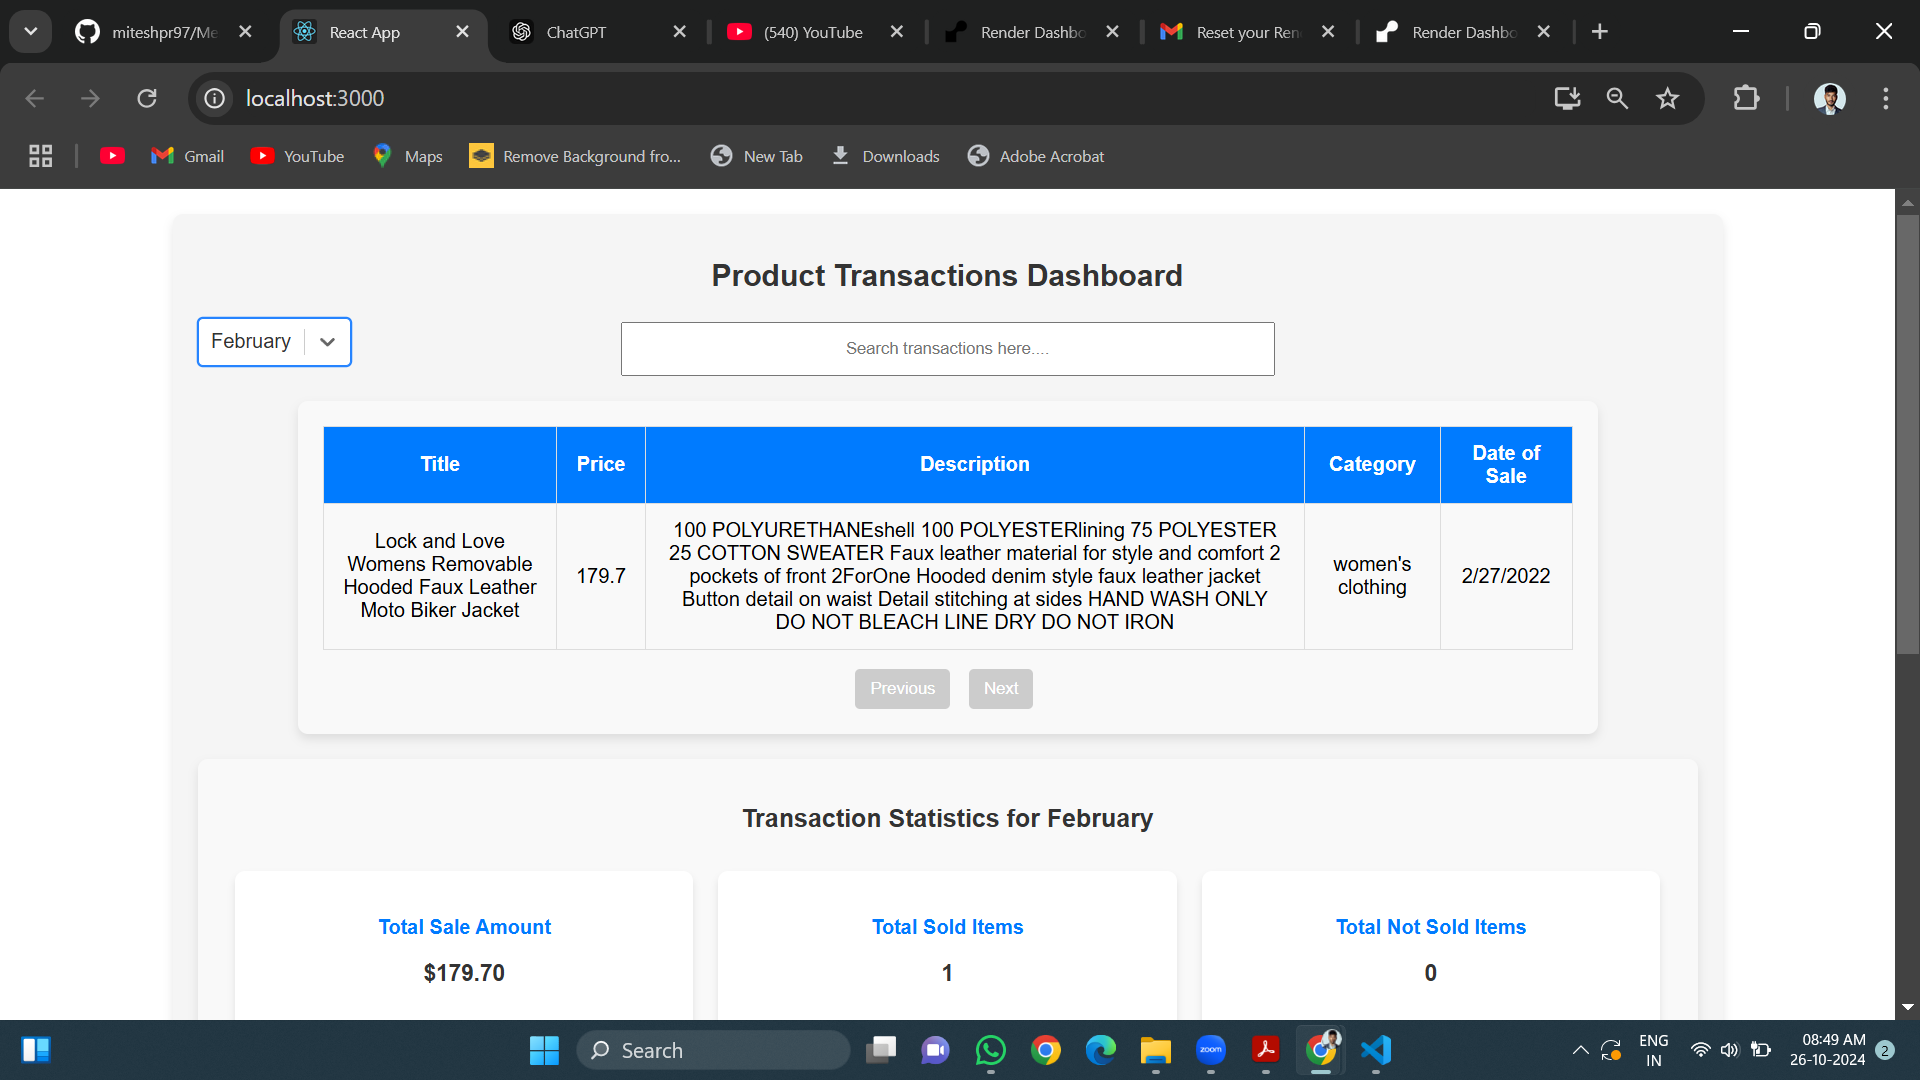 miteshpr97/Me
React App
ChatGPT
(540) YouTube
Render Dashbo
Reset your Ren
Render Dashbo
localhost:3000
Gmail
YouTube
Maps
Remove Background fro...
New Tab
Downloads
Adobe Acrobat
Product Transactions Dashboard
February
Search transactions here....
Title
Price
Description
Category
Date of
Sale
Lock and Love
Womens Removable
Hooded Faux Leather
Moto Biker Jacket
179.7
100 POLYURETHANEshell 100 POLYESTERlining 75 POLYESTER
25 COTTON SWEATER Faux leather material for style and comfort 2
pockets of front 2ForOne Hooded denim style faux leather jacket
Button detail on waist Detail stitching at sides HAND WASH ONLY
DO NOT BLEACH LINE DRY DO NOT IRON
women's
clothing
2/27/2022
Previous
Next
Transaction Statistics for February
Total Sale Amount
$179.70
Total Sold Items
1
Total Not Sold Items
0
Search
zoom
ENG
IN
08:49 AM
26-10-2024
2